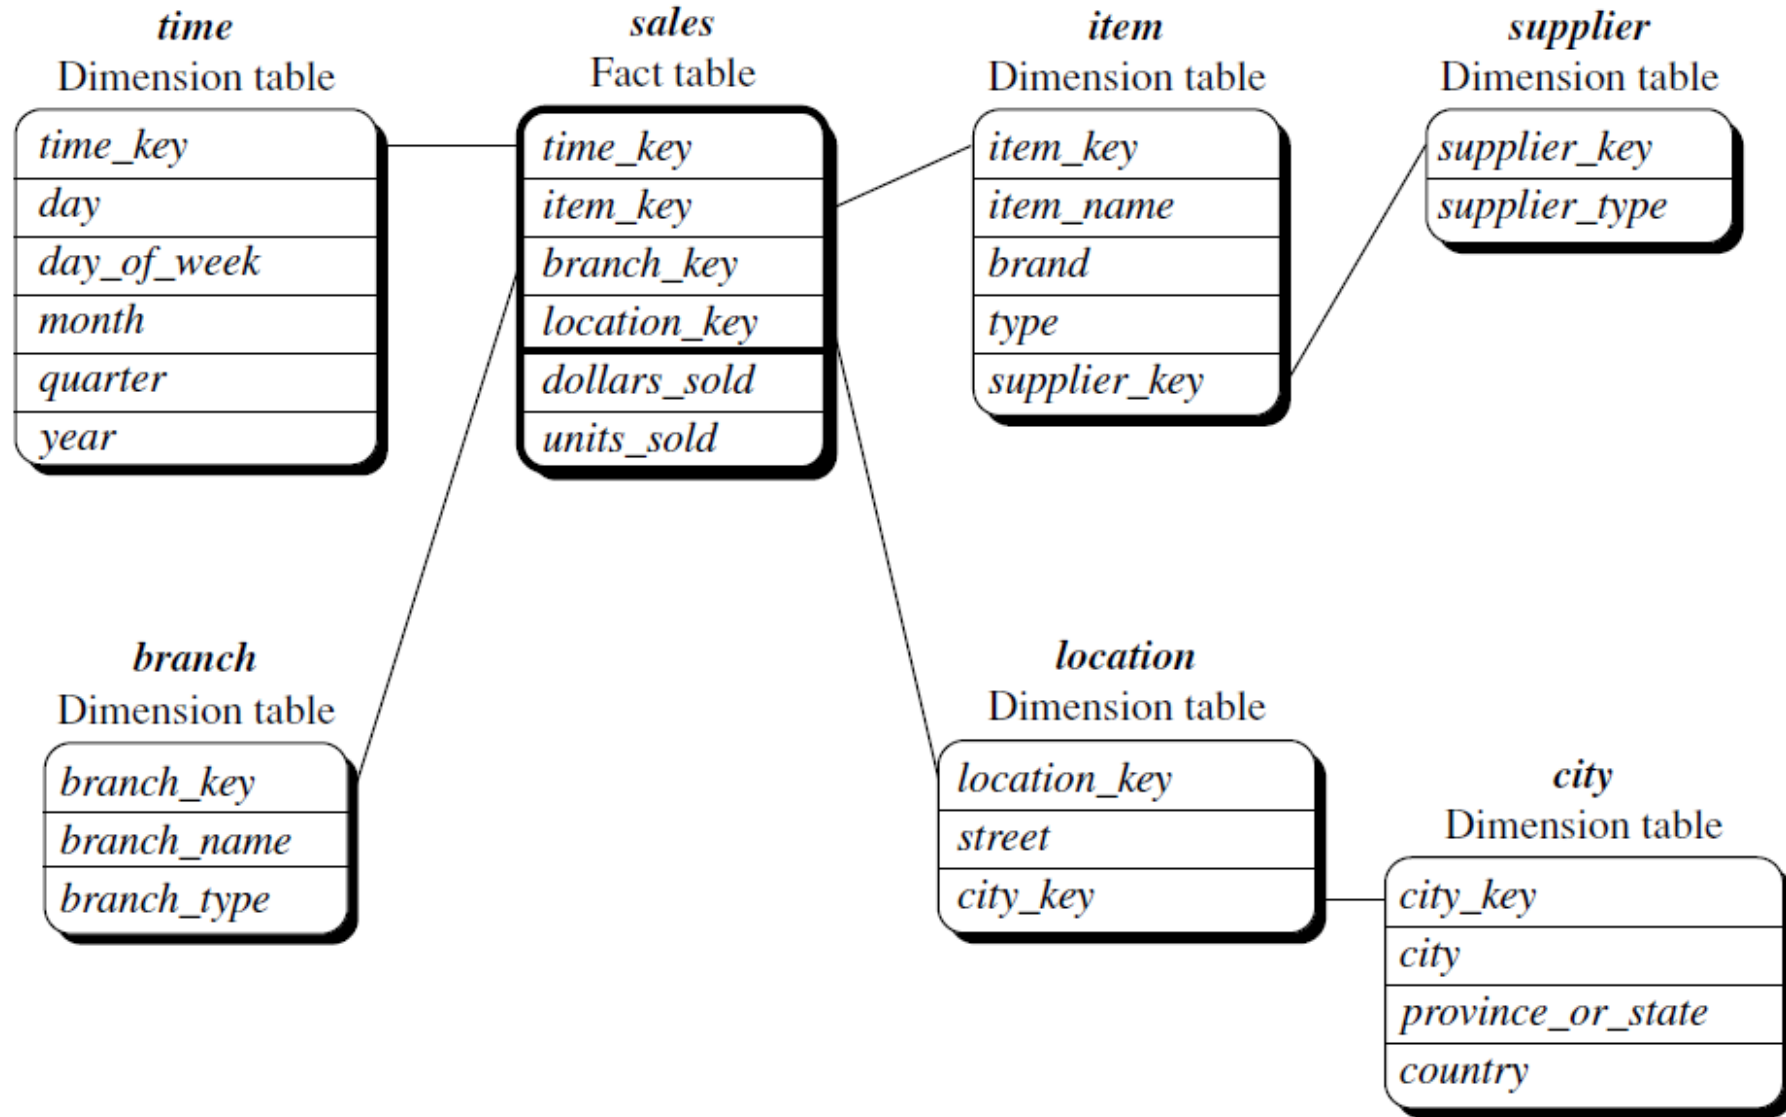 time
Dimension table
time_key
day
day_of_week
month
quarter
year
sales
Fact table
time_key
item_key
branch_key
location_key
dollars_sold
units_sold
item
Dimension table
item_key
item_name
brand
type
supplier_key
supplier
Dimension table
supplier_key
supplier_type
branch
Dimension table
branch_key
branch_name
branch_type
location
Dimension table
location_key
street
city_key
city
Dimension table
city_key
city
province_or_state
country